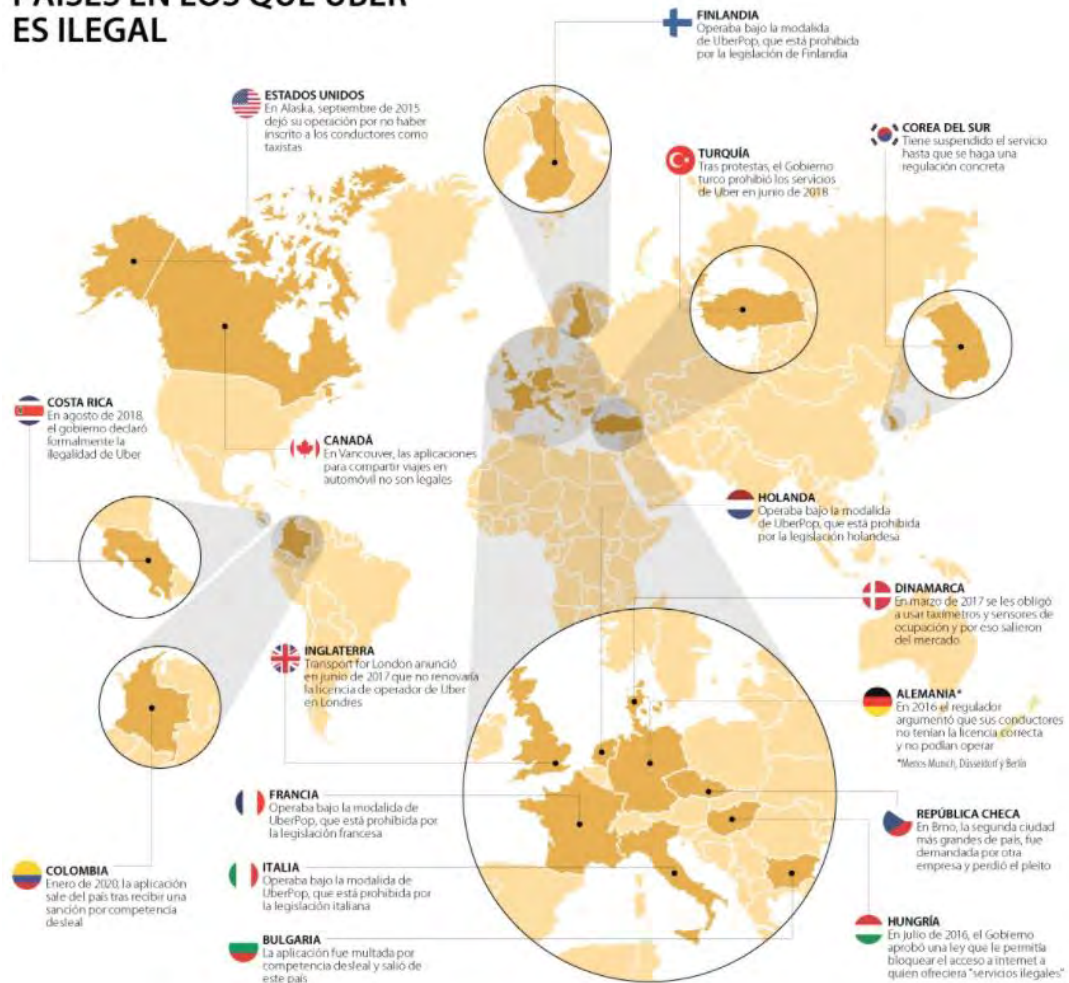 PAÍSES EN LOS QUE UBER
ES ILEGAL
FINLANDIA
Operaba bajo la modalida
de UberPop, que está prohibida
por la legislación de Finlandia
ESTADOS UNIDOS
En Alaska, septiembre de 2015
dejó su operación por no haber
inscrito a los conductores como
taxistas
COREA DEL SUR
Tiene suspendido el servicio
hasta que se haga una
regulación concreta
TURQUÍA
Tras protestas, el Gobierno
turco prohibió los servicios
de Uber en junio de 2018
COSTA RICA
En agosto de 2018,
el gobierno declaró
formalmente la
ilegalidad de Uber
CANADÁ
En Vancouver, las aplicaciones
para compartir viajes en
automóvil no son legales
HOLANDA
Operaba bajo la modalida
de UberPop, que está prohibida
por la legislación holandesa
DINAMARCA
En marzo de 2017 se les obligó
a usar taxímetros y sensores de
ocupación y por eso salieron
del mercado
INGLATERRA
Transport for London anunció
en junio de 2017 que no renovaría
la licencia de operador de Uber
en Londres
ALEMANIA*
En 2016 el regulador
argumentó que sus conductores
no tenían la licencia correcta
y no podían operar
*Menos Munich, Düsseldorf y Berlín
FRANCIA
Operaba bajo la modalida de
UberPop, que está prohibida por
la legislación francesa
REPÚBLICA CHECA
En Brno, la segunda ciudad
más grandes de país, fue
demandada por otra
empresa y perdió el pleito
COLOMBIA
Enero de 2020, la aplicación
sale del país tras recibir una
sanción por competencia
desleal
ITALIA
Operaba bajo la modalida de
UberPop, que está prohibida por
la legislación italiana
BULGARIA
La aplicación fue multada por
competencia desleal y salió de
este país
HUNGRÍA
En julio de 2016, el Gobierno
aprobó una ley que le permitía
bloquear el acceso a internet a
quien ofreciera "servicios ilegales"